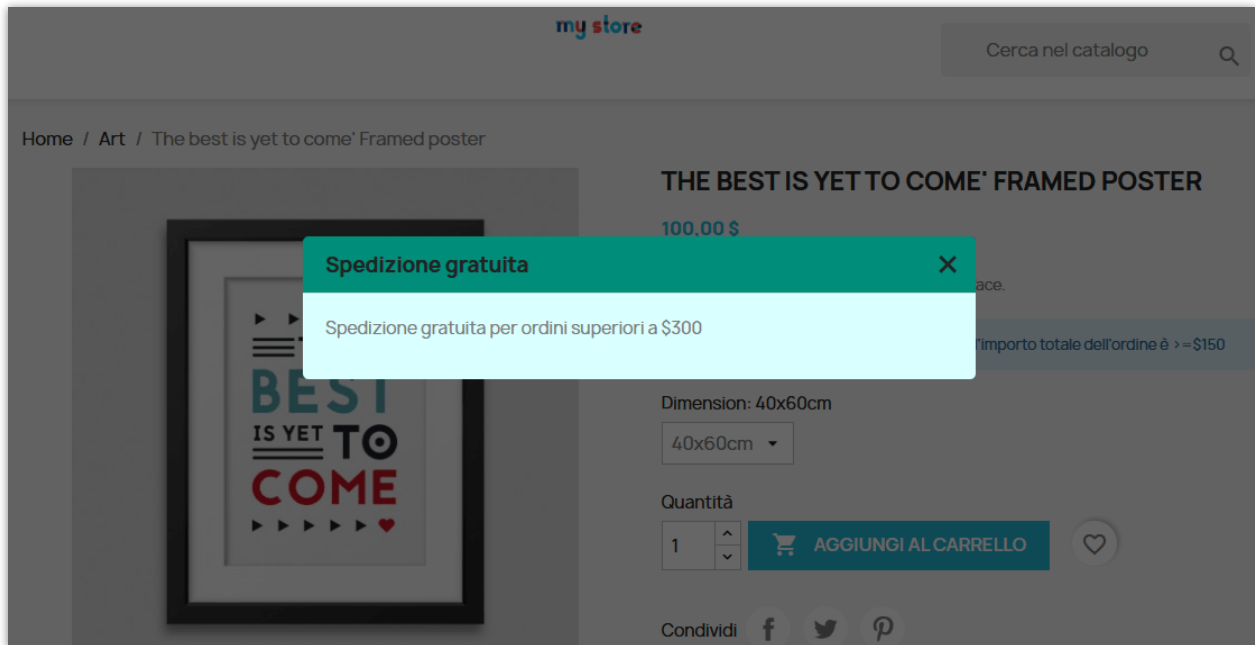 my store
Cerca nel catalogo
Home / Art / The best is yet to come' Framed poster
THE BEST IS YET TO COME' FRAMED POSTER
100,00 $
Spedizione gratuita
ace.
Spedizione gratuita per ordini superiori a $300
l'importo totale dell'ordine è >=$150
BEST
IS YET TO
COME
Dimension: 40x60cm
40x60cm
Quantità
1
AGGIUNGI AL CARRELLO
Condividi